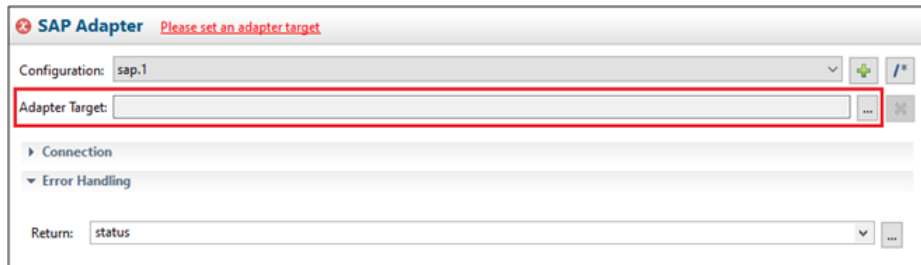 SAP Adapter Please set an adapter target
Configuration: sap.1 /*
Adapter Target: ...
Connection
Error Handling
Return: status ...